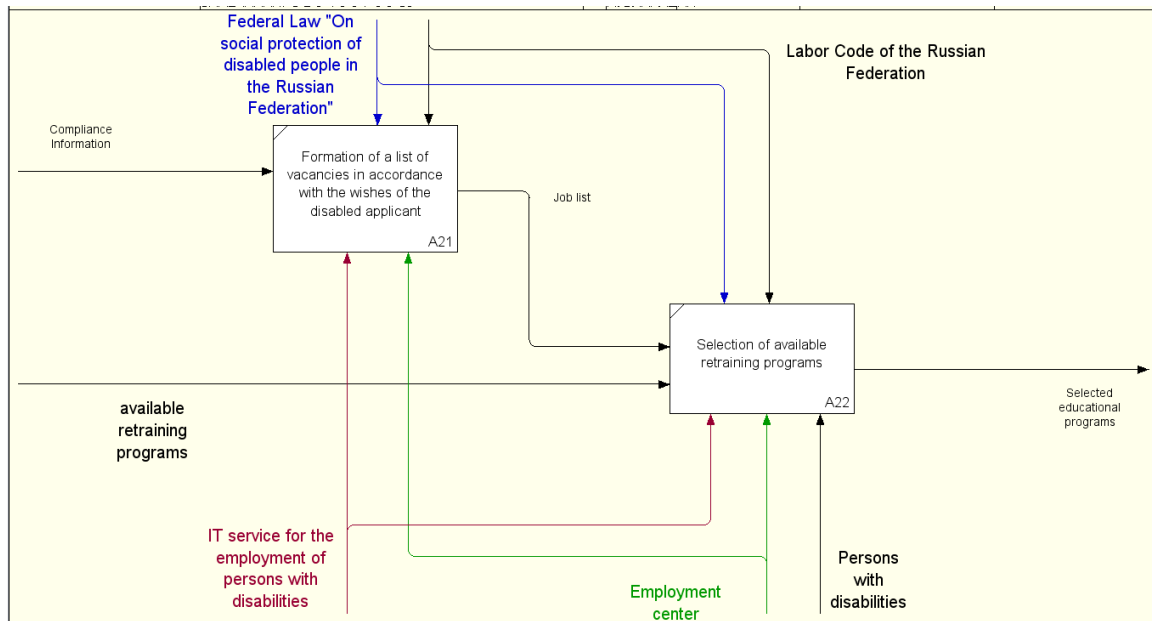 Federal Law "On
social protection of
disabled people in
the Russian
Federation"
Labor Code of the Russian
Federation
Compliance
Information
Formation of a list of
vacancies in accordance
with the wishes of the
disabled applicant
A21
Job list
Selection of available
retraining programs
A22
available
retraining
programs
Selected
educational
programs
IT service for the
employment of
persons with
disabilities
Employment
center
Persons
with
disabilities